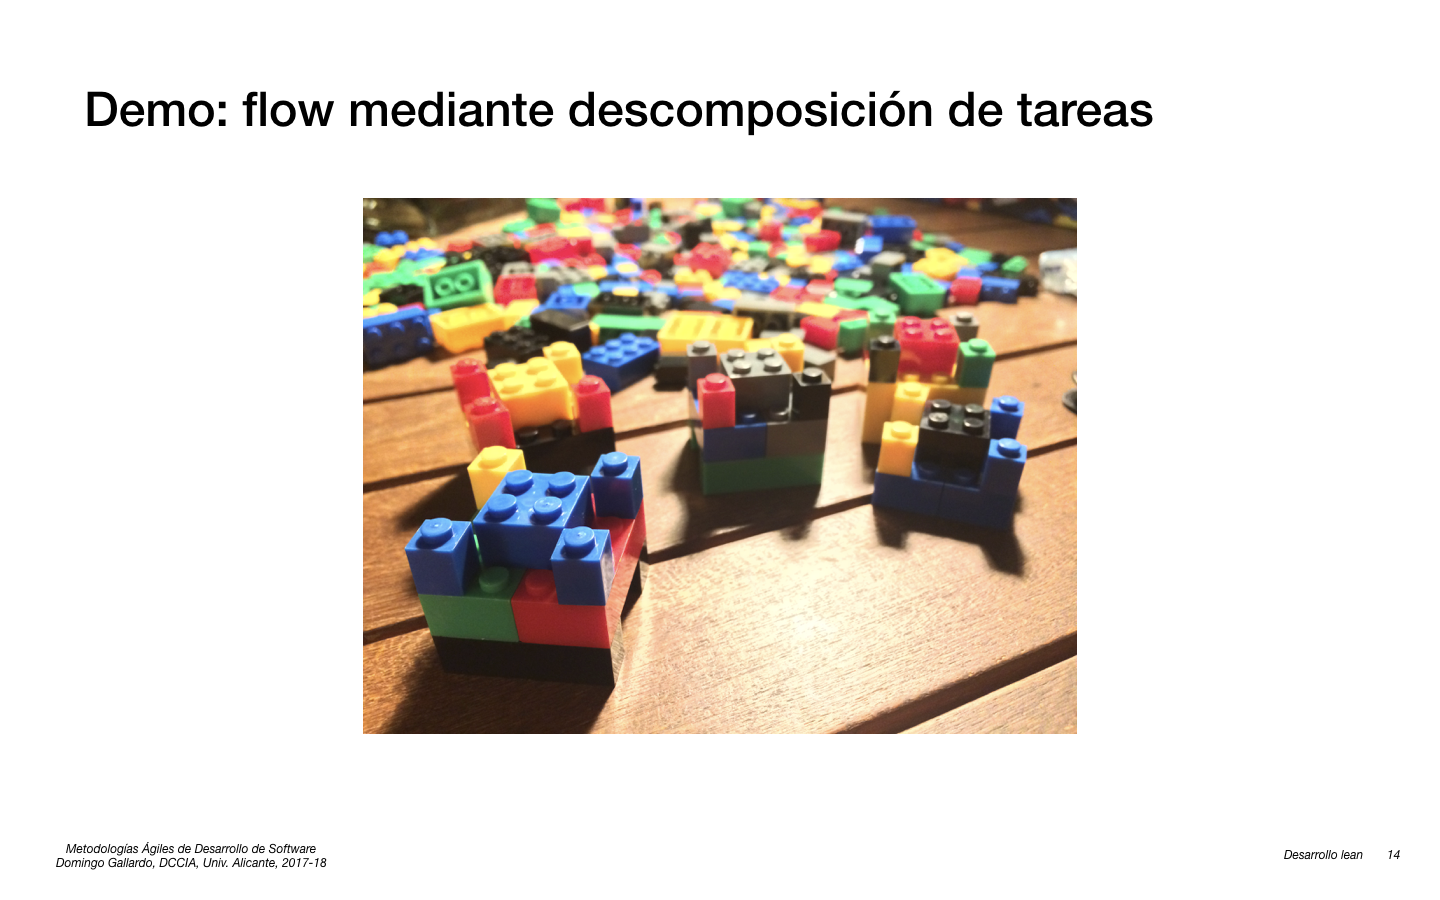 Demo: flow mediante descomposición de tareas
Metodologías Ágiles de Desarrollo de Software
Domingo Gallardo, DCCIA, Univ. Alicante, 2017-18
Desarrollo lean 14